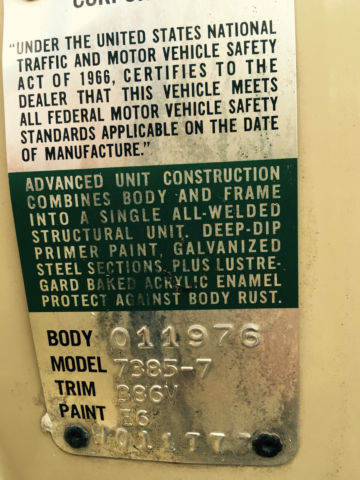 "UNDER THE UNITED STATES NATIONAL
TRAFFIC AND MOTOR VEHICLE SAFETY
ACT OF 1966, CERTIFIES TO THE
DEALER THAT THIS VEHICLE MEETS
ALL FEDERAL MOTOR VEHICLE SAFETY
STANDARDS APPLICABLE ON THE DATE
OF MANUFACTURE."
ADVANCED UNIT CONSTRUCTION
COMBINES BODY AND FRAME
INTO A SINGLE ALL-WELDED
STRUCTURAL UNIT. DEEP-DIP
PRIMER PAINT, GALVANIZED
STEEL SECTIONS, PLUS LUSTRE-
GARD BAKED ACRYLIC ENAMEL
PROTECT AGAINST BODY RUST.
BODY 011976
MODEL 7385-7
TRIM
PAINT